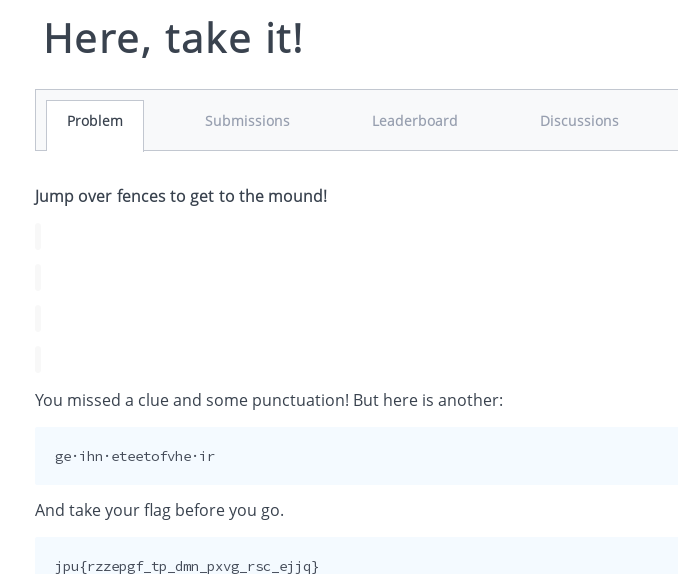 Here, take it!
Problem Submissions Leaderboard Discussions
Jump over fences to get to the mound!
You missed a clue and some punctuation! But here is another:
ge·ihn·eteetofvhe·ir
And take your flag before you go.
jpu{rzzepgf_tp_dmn_pxvg_rsc_ejjq}